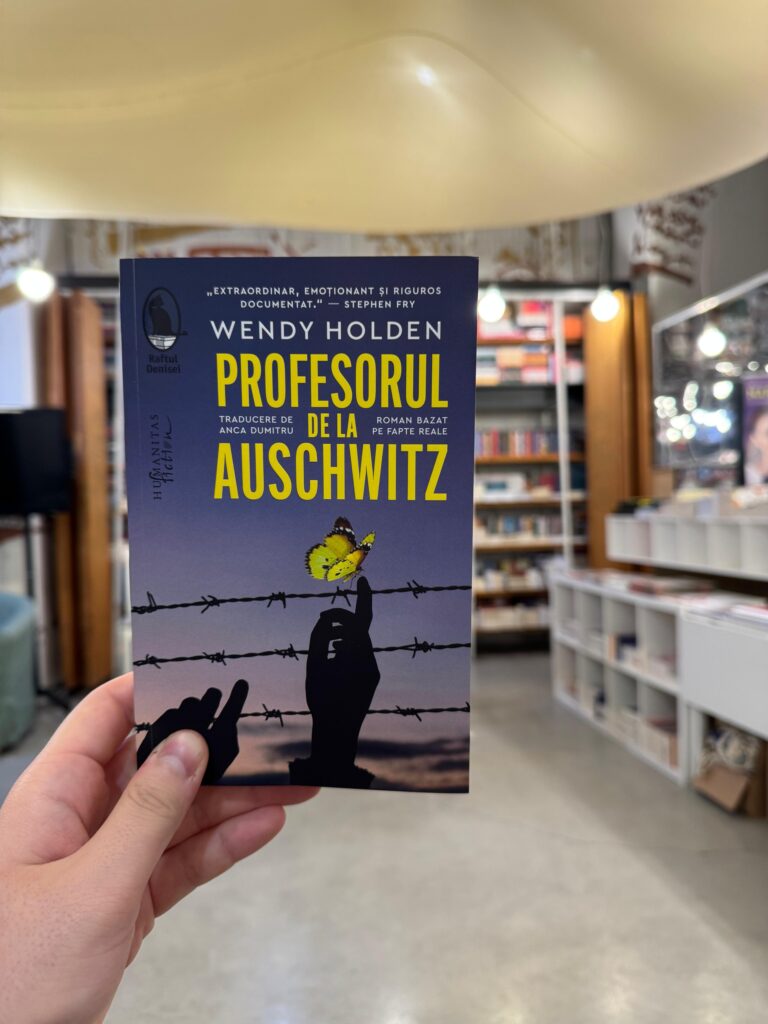 „EXTRAORDINAR, EMOȚIONANT ȘI RIGUROS
DOCUMENTAT.“ — STEPHEN FRY
Raftul
Denisei
WENDY HOLDEN
PROFESORUL
TRADUCERE DE
ANCA DUMITRU
DE LA
ROMAN BAZAT
PE FAPTE REALE
AUSCHWITZ
HUMANITAS
fiction